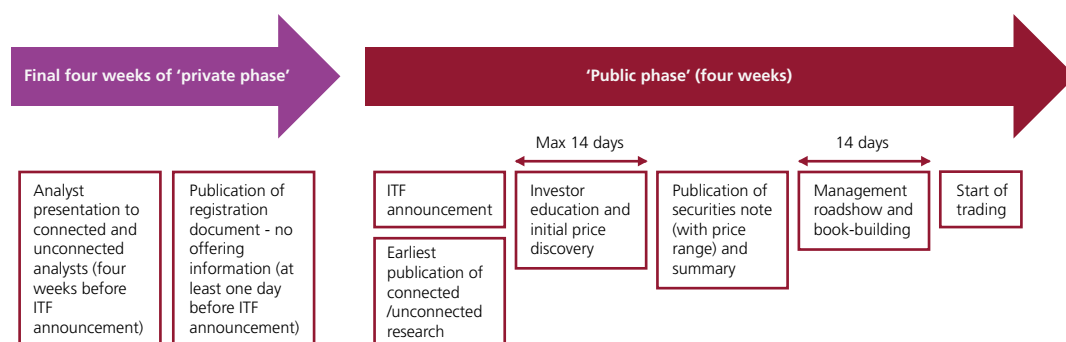 Final four weeks of ‘private phase’
‘Public phase’ (four weeks)
Max 14 days
14 days
Analyst
presentation to
connected and
unconnected
analysts (four
weeks before
ITF
announcement)
Publication of
registration
document - no
offering
information (at
least one day
before ITF
announcement)
ITF
announcement
Earliest
publication of
connected
/unconnected
research
Investor
education and
initial price
discovery
Publication of
securities note
(with price
range) and
summary
Management
roadshow and
book-building
Start of
trading